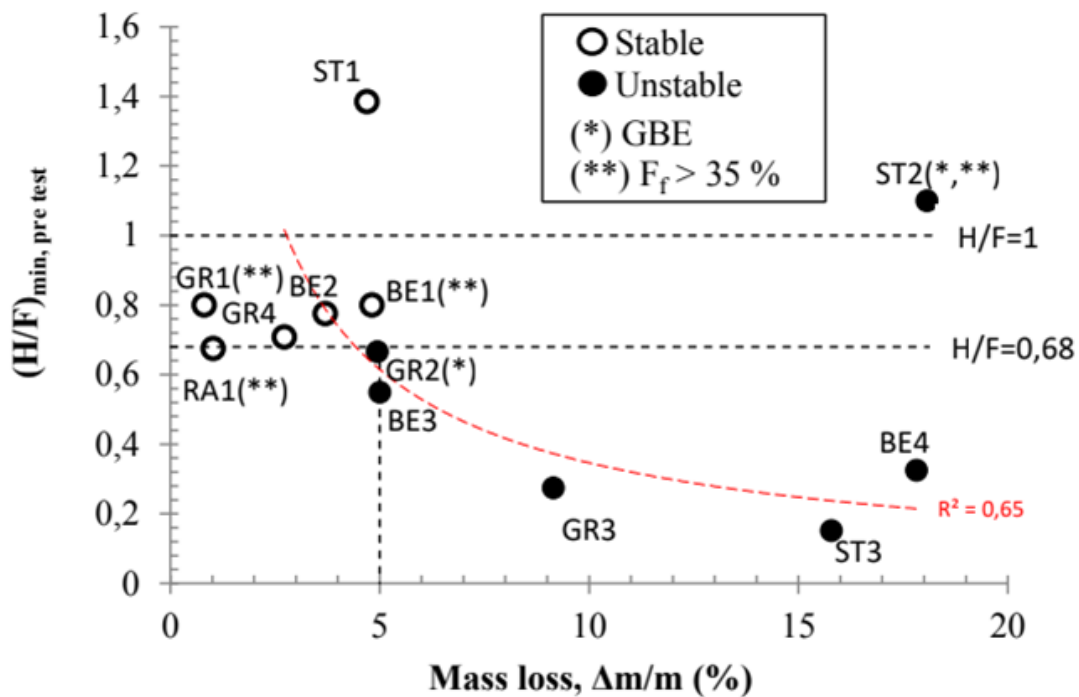 (H/F)min, pre test
1,6
1,4
1,2
1
0,8
0,6
0,4
0,2
0
Stable
Unstable
(*) GBE
(**) Ff > 35 %
ST1
ST2(*,**)
H/F=1
GR1(**)
BE2
BE1(**)
GR4
H/F=0,68
RA1(**)
GR2(*)
BE3
BE4
GR3
R² = 0,65
ST3
0
5
10
15
20
Mass loss, Δm/m (%)